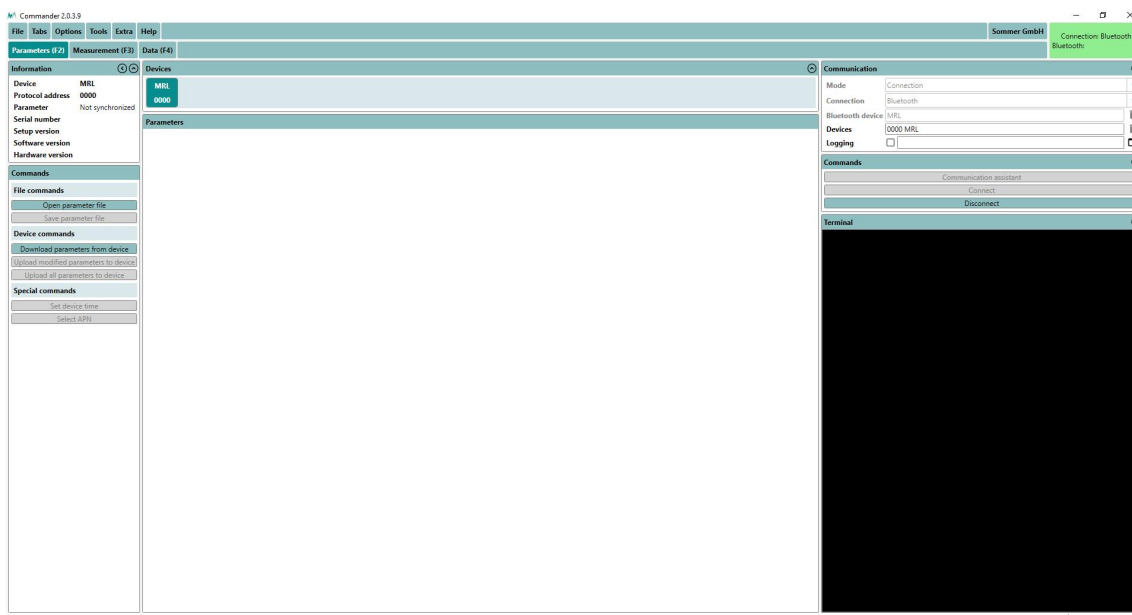 Commander 2.0.3.9
File Tabs Options Tools Extra Help
Sommer GmbH
Connection: Bluetooth
Bluetooth:
Parameters (F2) Measurement (F3) Data (F4)
Information
Device MRL
Protocol address 0000
Parameter Not synchronized
Serial number
Setup version
Software version
Hardware version
Commands
File commands
Open parameter file
Save parameter file
Device commands
Download parameters from device
Upload modified parameters to device
Upload all parameters to device
Special commands
Set device time
Select APN
Devices
MRL
0000
Parameters
Communication
Mode Connection
Connection Bluetooth
Bluetooth device MRL
Devices 0000 MRL
Logging
Commands
Communication assistant
Connect
Disconnect
Terminal